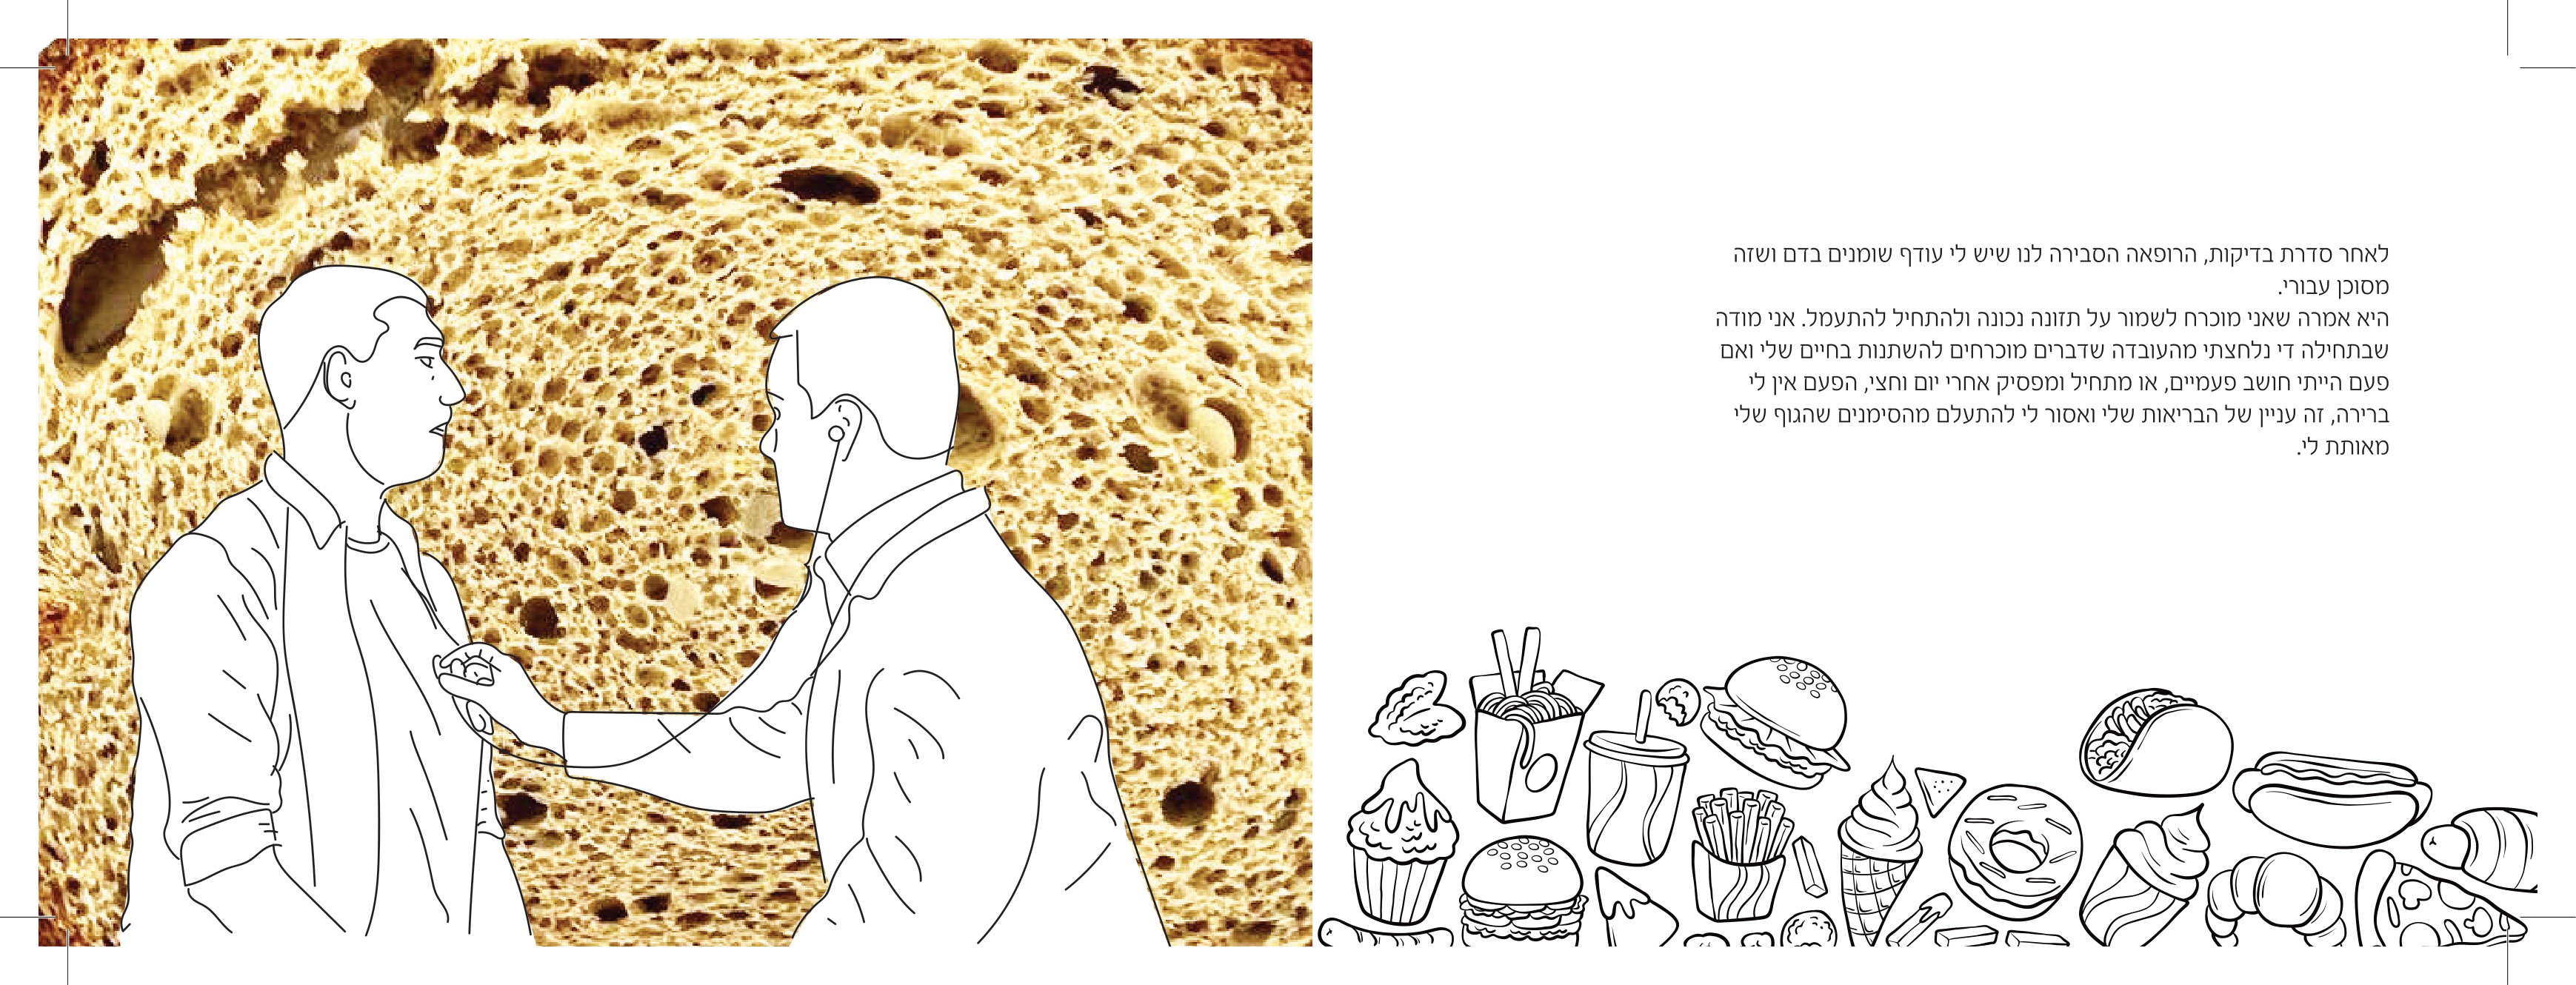 לאחר סדרת בדיקות, הרופאה הסבירה לנו שיש לי עודף שומנים בדם ושזה
מסוכן עבורי.
היא אמרה שאני מוכרח לשמור על תזונה נכונה ולהתחיל להתעמל. אני מודה
שבתחילה די נלחצתי מהעובדה שדברים מוכרחים להשתנות בחיים שלי ואם
פעם הייתי חושב פעמיים, או מתחיל ומפסיק אחרי יום וחצי, הפעם אין לי
ברירה, זה עניין של הבריאות שלי ואסור לי להתעלם מהסימנים שהגוף שלי
מאותת לי.